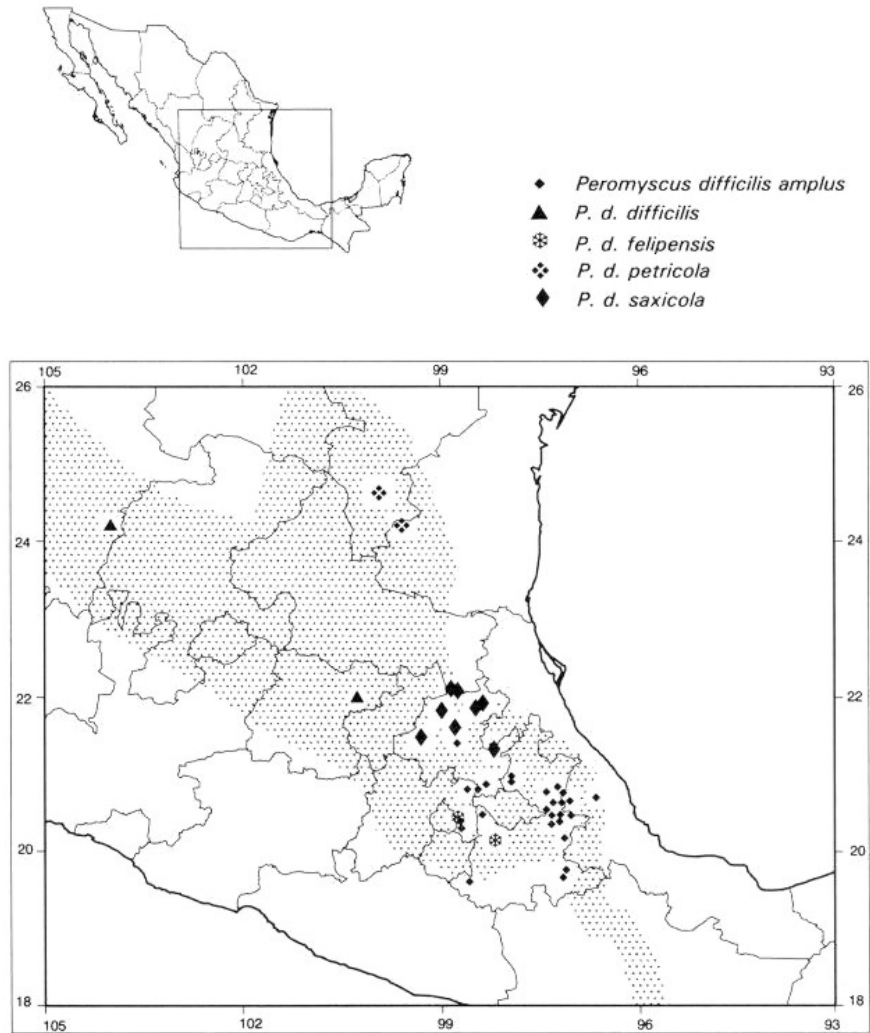 Peromyscus difficilis amplus
P. d. difficilis
P. d. felipensis
P. d. petricola
P. d. saxicola
105 102 99 96 93
26 26
24 24
22 22
20 20
18 18
105 102 99 96 93